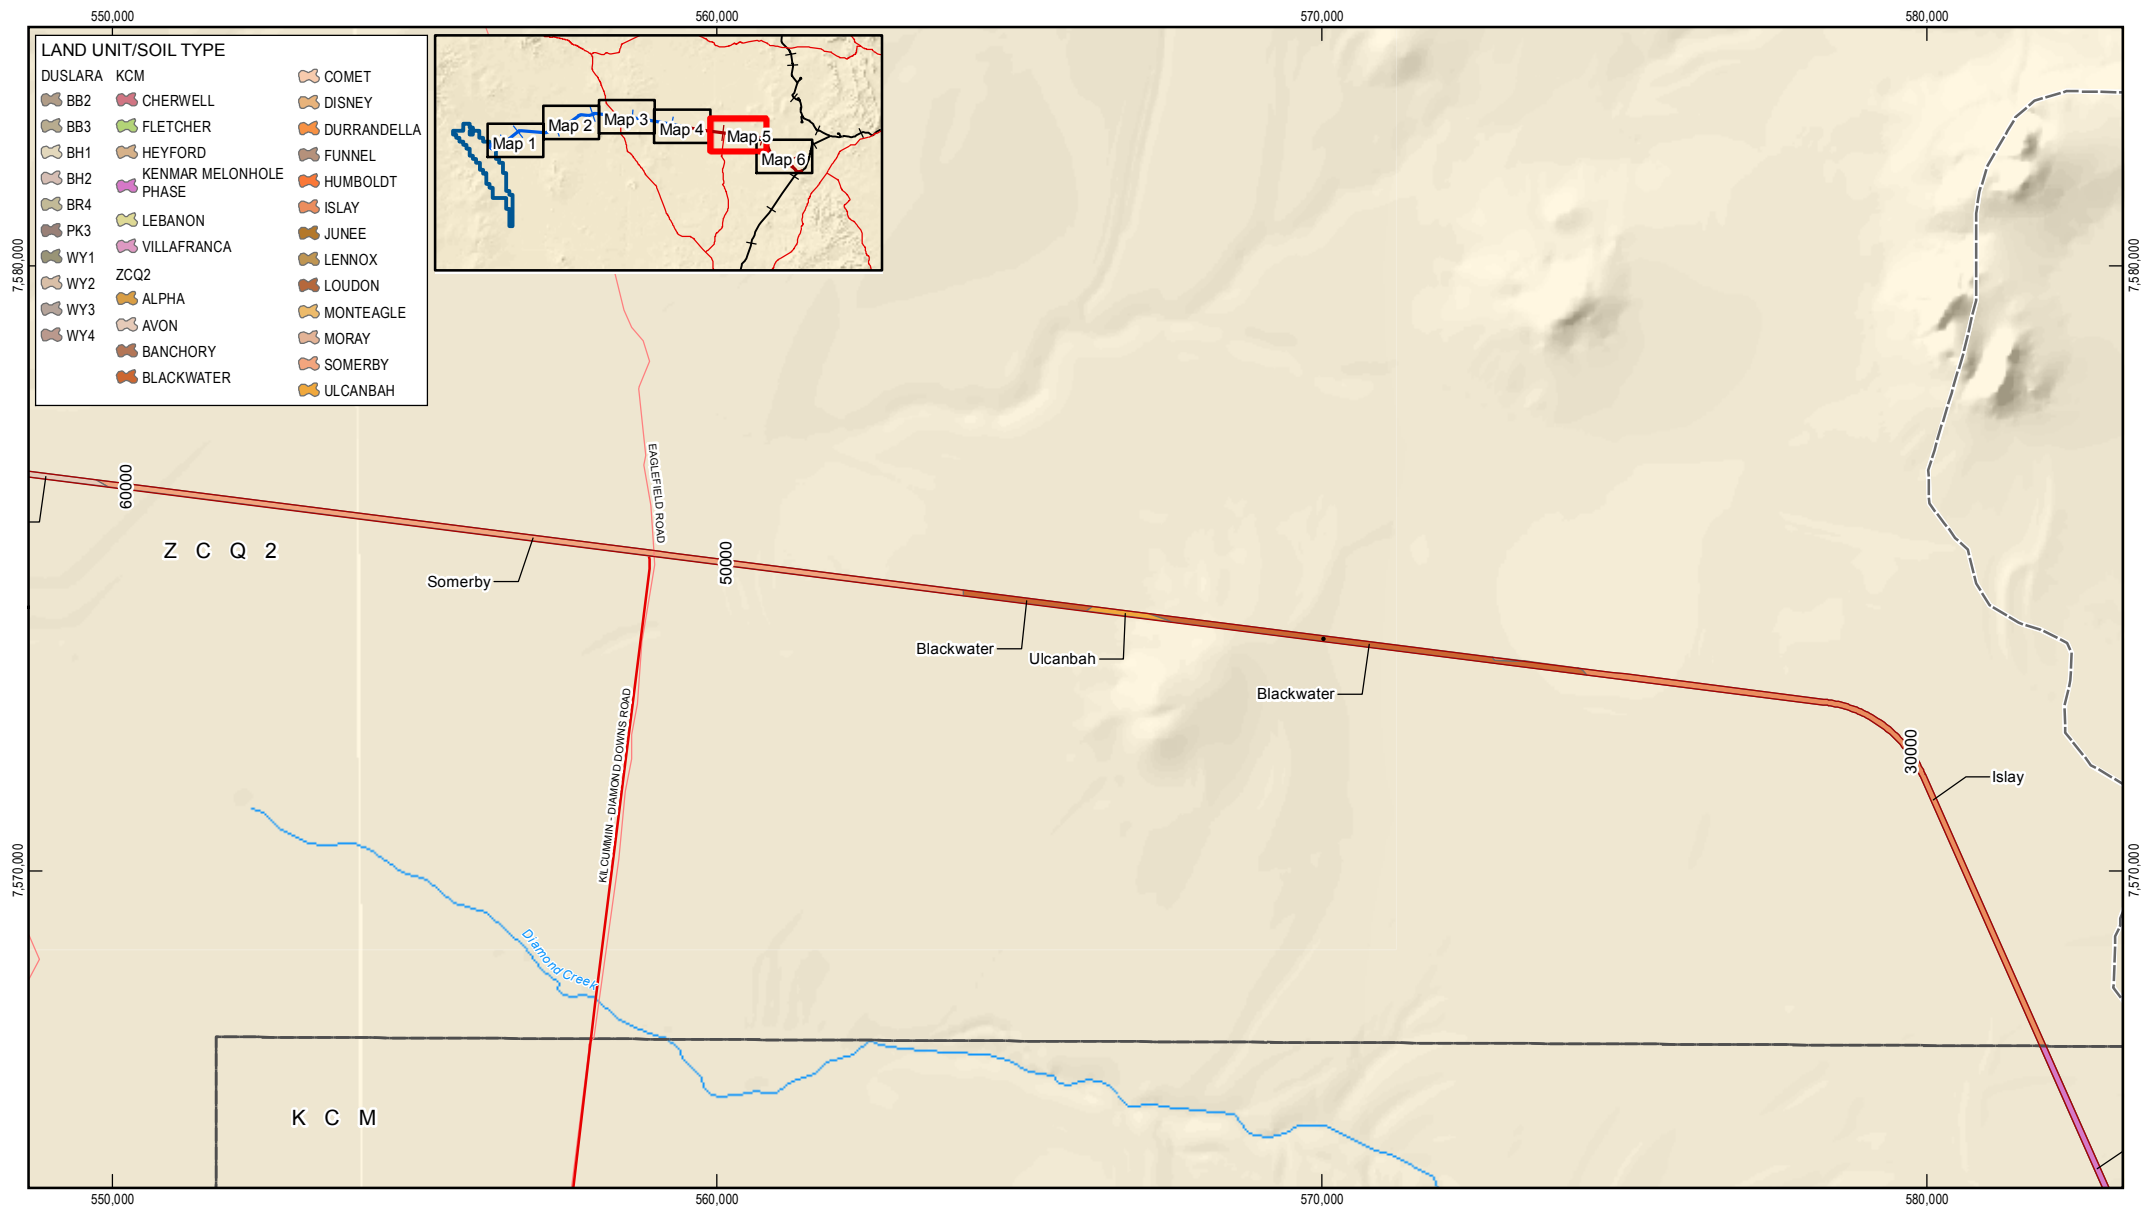 550,000
560,000
570,000
580,000
LAND UNIT/SOIL TYPE
DUSLARA
BB2
BB3
BH1
BH2
BR4
PK3
WY1
WY2
WY3
WY4
KCM
CHERWELL
FLETCHER
HEYFORD
KENMAR MELONHOLE
PHASE
LEBANON
VILLAFRANCA
ZCQ2
ALPHA
AVON
BANCHORY
BLACKWATER
COMET
DISNEY
DURRANDELLA
FUNNEL
HUMBOLDT
ISLAY
JUNEE
LENNOX
LOUDON
MONTEAGLE
MORAY
SOMERBY
ULCANBAH
Map 1
Map 2
Map 3
Map 4
Map 5
Map 6
7,580,000
7,580,000
EAGLEFIELD ROAD
60000
Z C Q 2
50000
Somerby
Blackwater
Ulcanbah
Blackwater
KILCUMMIN - DIAMOND DOWNS ROAD
30000
Islay
7,570,000
7,570,000
Diamond Creek
K C M
550,000
560,000
570,000
580,000